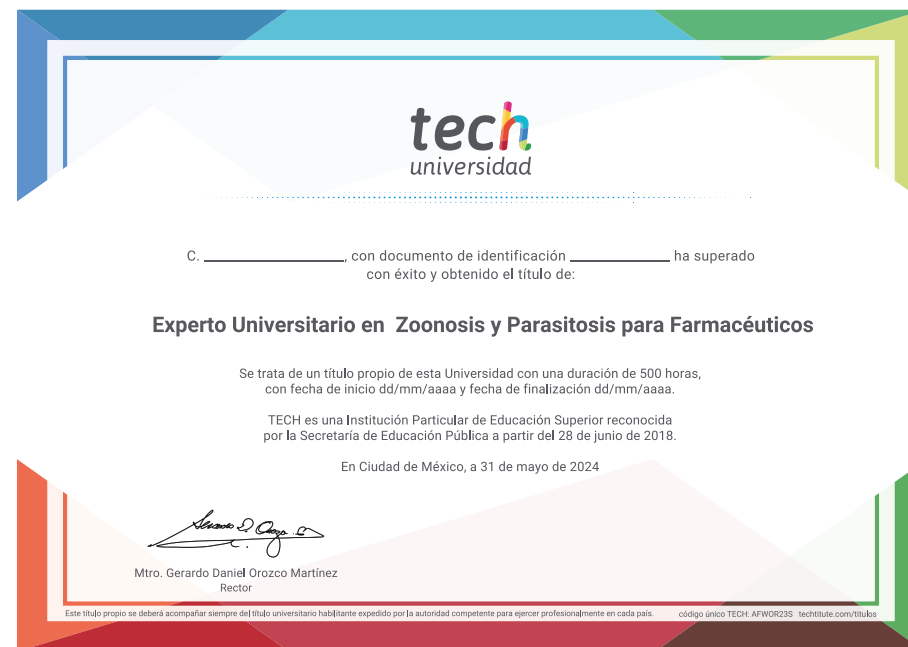 tech
universidad
C. ____________________, con documento de identificación ______________ ha superado
con éxito y obtenido el título de:
Experto Universitario en Zoonosis y Parasitosis para Farmacéuticos
Se trata de un título propio de esta Universidad con una duración de 500 horas,
con fecha de inicio dd/mm/aaaa y fecha de finalización dd/mm/aaaa.
TECH es una Institución Particular de Educación Superior reconocida
por la Secretaría de Educación Pública a partir del 28 de junio de 2018.
En Ciudad de México, a 31 de mayo de 2024
Mtro. Gerardo Daniel Orozco Martínez
Rector
Este título propio se deberá acompañar siempre del título universitario habilitante expedido por la autoridad competente para ejercer profesionalmente en cada país. código único TECH: AFWOR23S techtitute.com/titulos